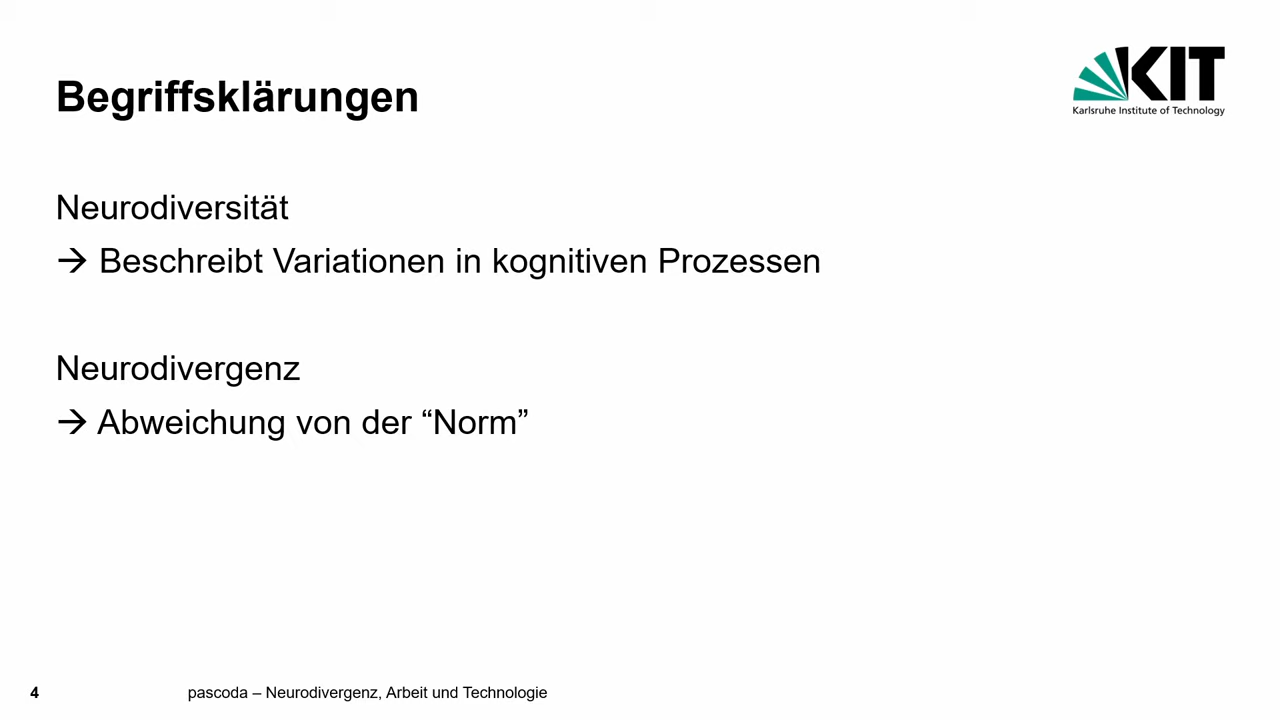 Begriffsklärungen
KIT
Karlsruhe Institute of Technology
Neurodiversität
→ Beschreibt Variationen in kognitiven Prozessen
Neurodivergenz
→ Abweichung von der “Norm”
4
pascoda – Neurodivergenz, Arbeit und Technologie